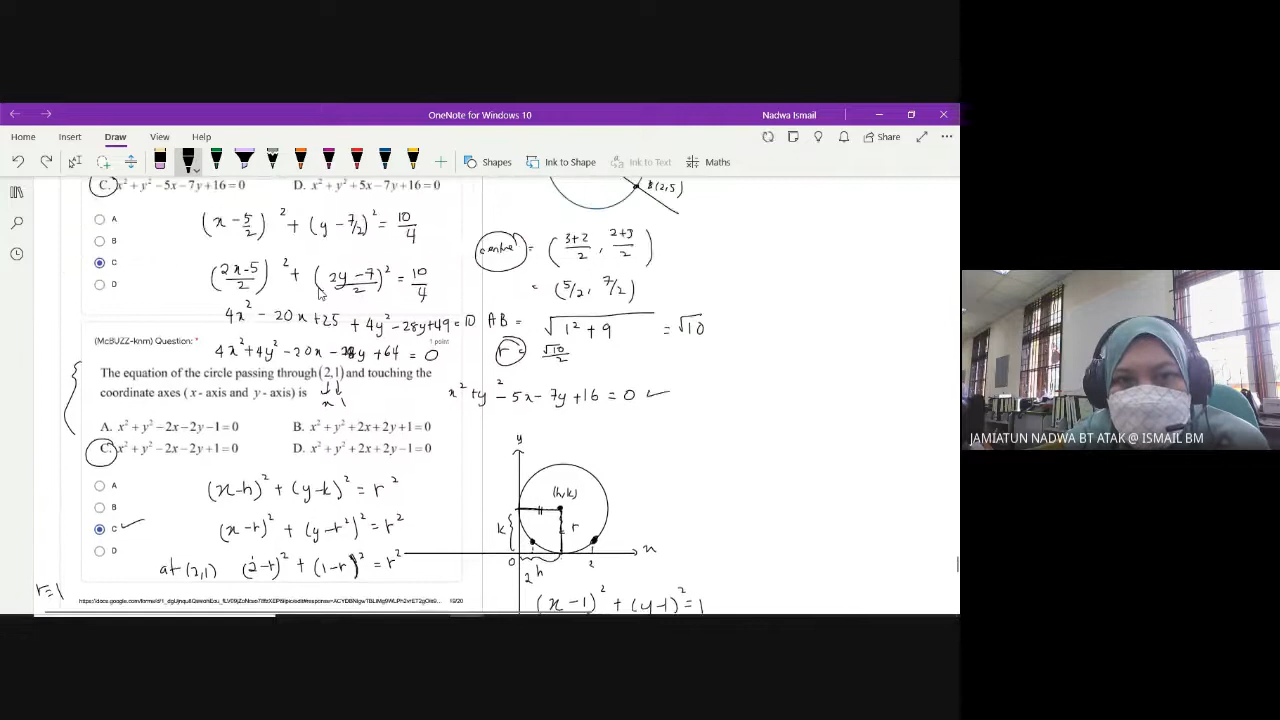 OneNote for Windows 10
Nadwa Ismail
Home Insert Draw View Help
Share
Shapes
Ink to Shape
Ink to Text
Maths
C. x² + y² − 5x − 7y + 16 = 0 D. x² + y² + 5x − 7y + 16 = 0
A
B
C
D
(x − 5/2)² + (y − 7/2)² = 10/4
((2x−5)/2)² + ((2y−7)/2)² = 10/4
4x² − 20x + 25 + 4y² − 28y + 49 = 10
4x² + 4y² − 20x − 28y + 64 = 0
(McBUZZ-knm) Question: *
1 point
The equation of the circle passing through (2,1) and touching the
coordinate axes (x - axis and y - axis) is
x 1
A. x² + y² − 2x − 2y − 1 = 0 B. x² + y² + 2x + 2y + 1 = 0
C. x² + y² − 2x − 2y + 1 = 0 D. x² + y² + 2x + 2y − 1 = 0
A
B
C ✓
D
(x−h)² + (y−k)² = r²
(x−r)² + (y−r)² = r²
at (2,1) (2−r)² + (1−r)² = r²
r=1
19/20
B(2,5)
centre = ((3+2)/2, (2+5)/2)
= (5/2, 7/2)
AB = √(1² + 9) = √10
r = √10/2
x² + y² − 5x − 7y + 16 = 0 ✓
y
(h,k)
k
r
0
h
2
x
(x−1)² + (y−1)² = 1
JAMIATUN NADWA BT ATAK @ ISMAIL BM